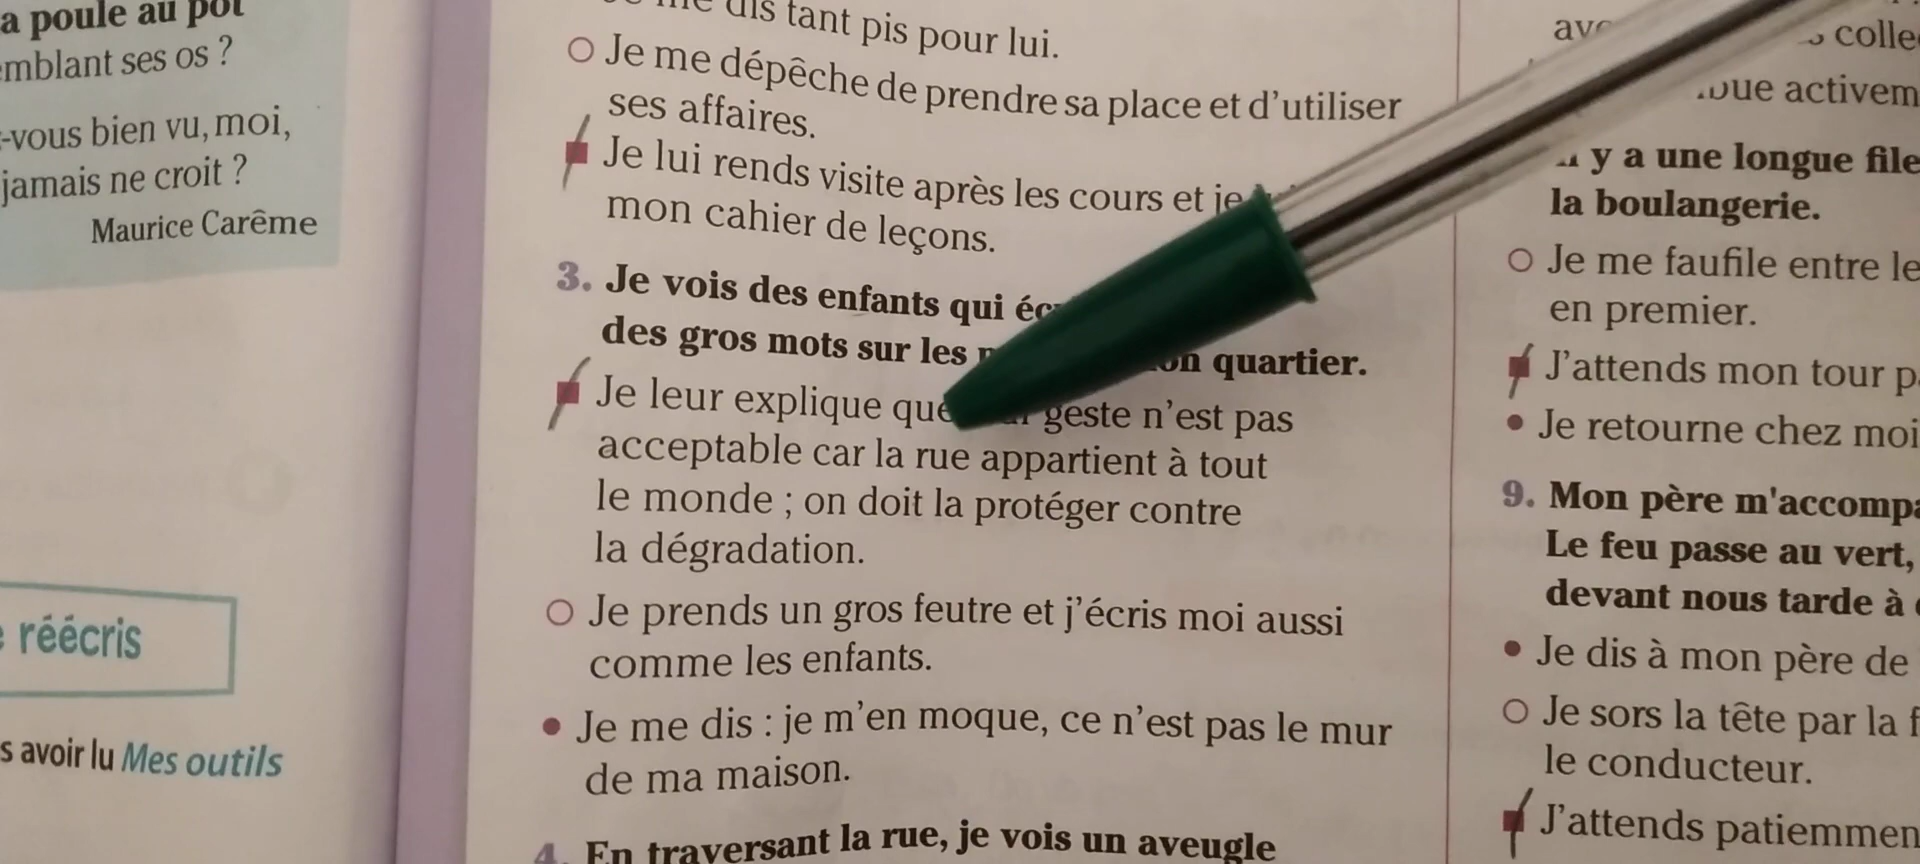 a poule au pot
mblant ses os ?
-vous bien vu, moi,
jamais ne croit ?
Maurice Carême
réécris
s avoir lu Mes outils
dis tant pis pour lui.
Je me dépêche de prendre sa place et d'utiliser
ses affaires.
Je lui rends visite après les cours et je
mon cahier de leçons.
3. Je vois des enfants qui
des gros mots sur les quartier.
Je leur explique que geste n'est pas
acceptable car la rue appartient à tout
le monde ; on doit la protéger contre
la dégradation.
Je prends un gros feutre et j'écris moi aussi
comme les enfants.
Je me dis : je m'en moque, ce n'est pas le mur
de ma maison.
4. En traversant la rue, je vois un aveugle
colle
activem
y a une longue file
la boulangerie.
Je me faufile entre le
en premier.
J'attends mon tour p
Je retourne chez moi
9. Mon père m'accompa
Le feu passe au vert,
devant nous tarde à
Je dis à mon père de
Je sors la tête par la f
le conducteur.
J'attends patiemmen